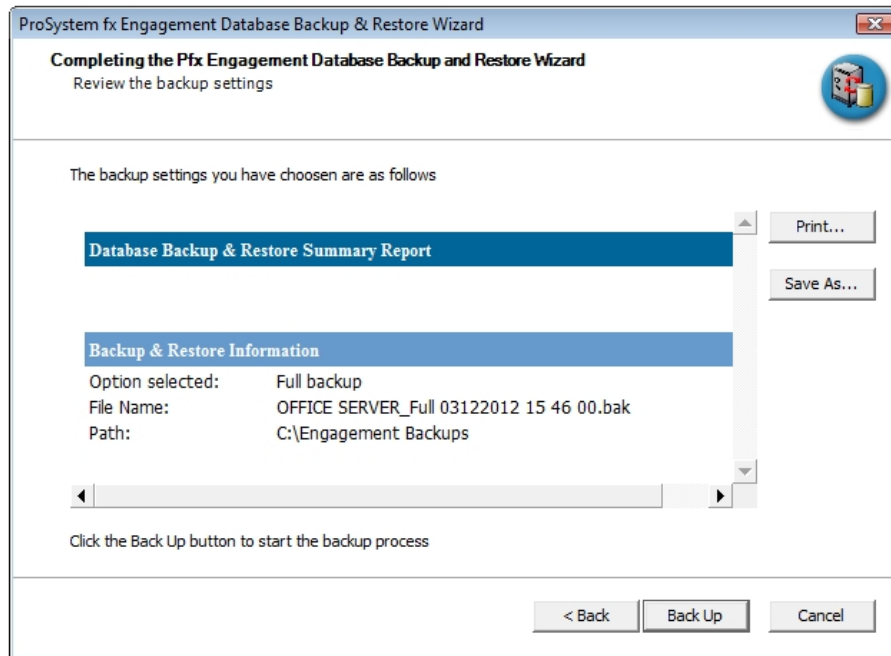 ProSystem fx Engagement Database Backup & Restore Wizard
Completing the Pfx Engagement Database Backup and Restore Wizard
Review the backup settings
The backup settings you have choosen are as follows
Print...
Database Backup & Restore Summary Report
Save As...
Backup & Restore Information
Option selected: Full backup
File Name: OFFICE SERVER_Full 03122012 15 46 00.bak
Path: C:\Engagement Backups
Click the Back Up button to start the backup process
< Back Back Up Cancel